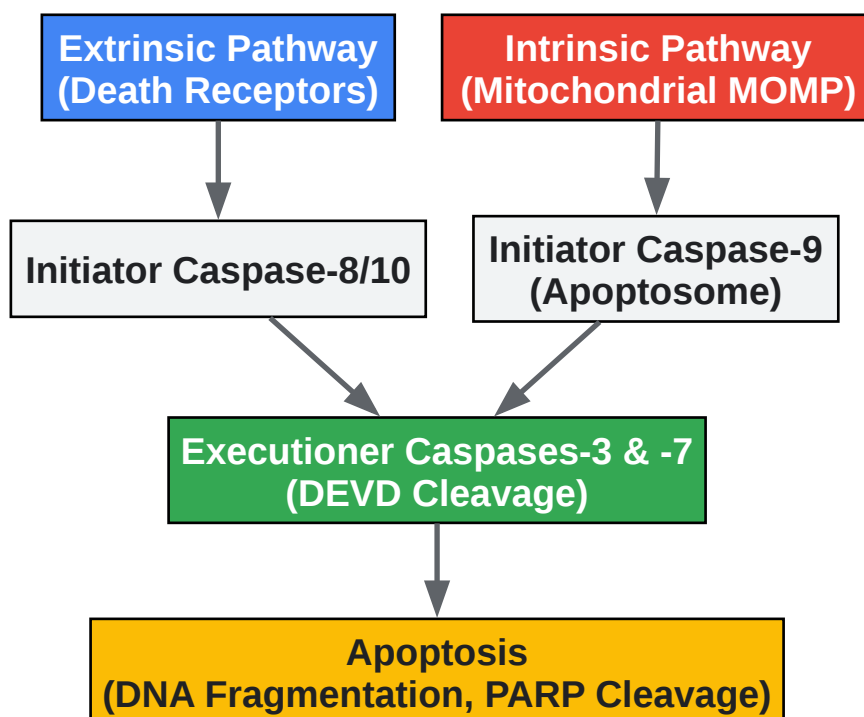 Extrinsic Pathway
(Death Receptors)
Intrinsic Pathway
(Mitochondrial MOMP)
Initiator Caspase-8/10
Initiator Caspase-9
(Apoptosome)
Executioner Caspases-3 & -7
(DEVD Cleavage)
Apoptosis
(DNA Fragmentation, PARP Cleavage)